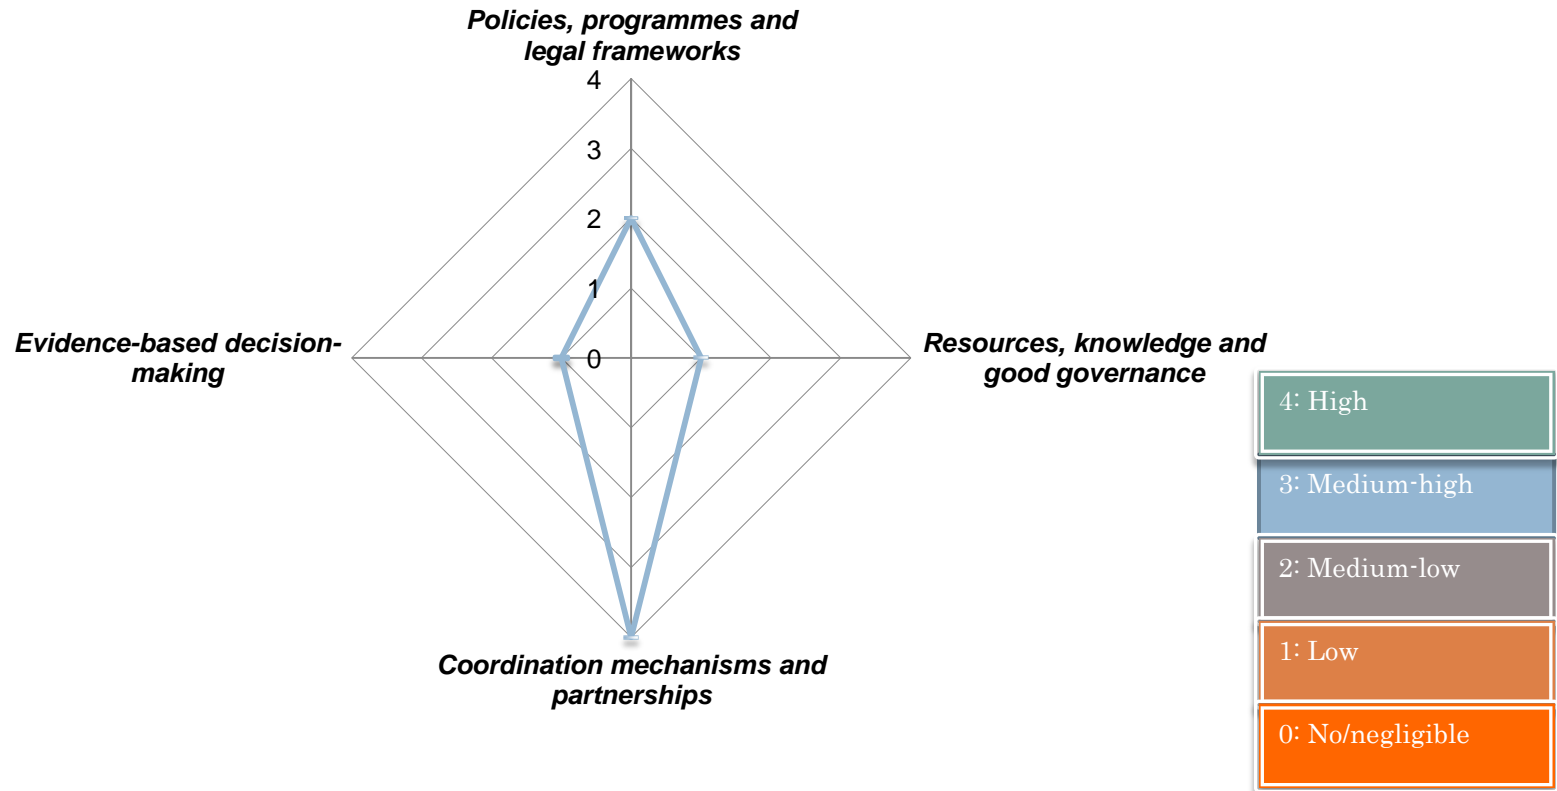 Policies, programmes and
legal frameworks
4
3
2
1
0
Evidence-based decision-
making
Resources, knowledge and
good governance
Coordination mechanisms and
partnerships
4: High
3: Medium-high
2: Medium-low
1: Low
0: No/negligible